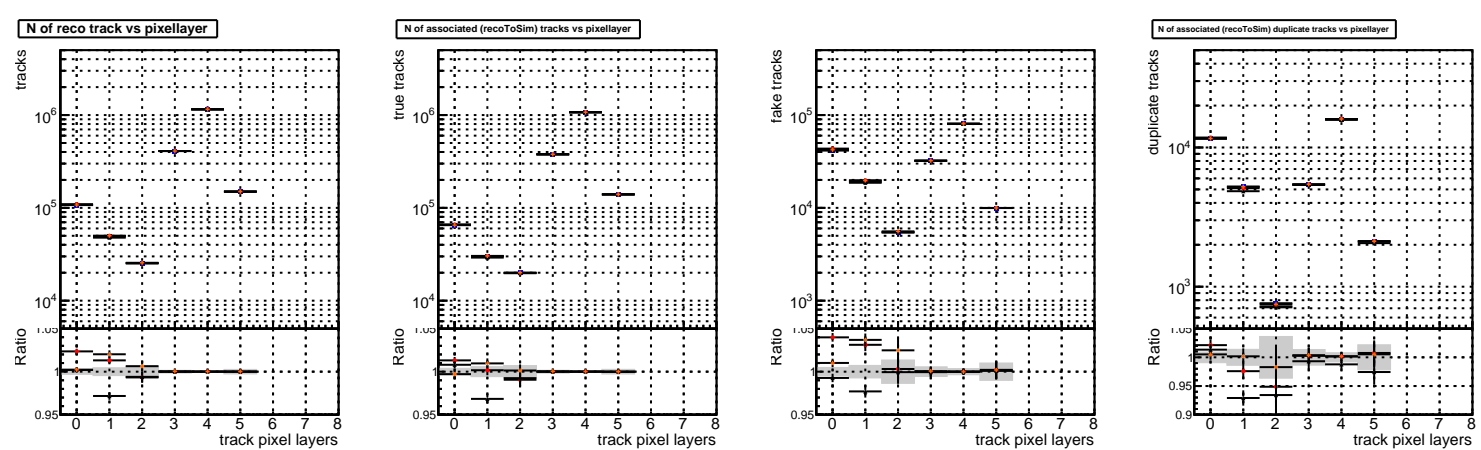 N of reco track vs pixellayer
tracks
10^6
10^5
10^4
Ratio
1.05
1
0.95
0 1 2 3 4 5 6 7 8
track pixel layers
N of associated (recoToSim) tracks vs pixellayer
true tracks
10^6
10^5
10^4
Ratio
1.05
1
0.95
0 1 2 3 4 5 6 7 8
track pixel layers
fake tracks
10^5
10^4
10^3
Ratio
1.05
1
0.95
0 1 2 3 4 5 6 7 8
track pixel layers
N of associated (recoToSim) duplicate tracks vs pixellayer
duplicate tracks
10^4
10^3
Ratio
1.05
1
0.95
0.9
0 1 2 3 4 5 6 7 8
track pixel layers